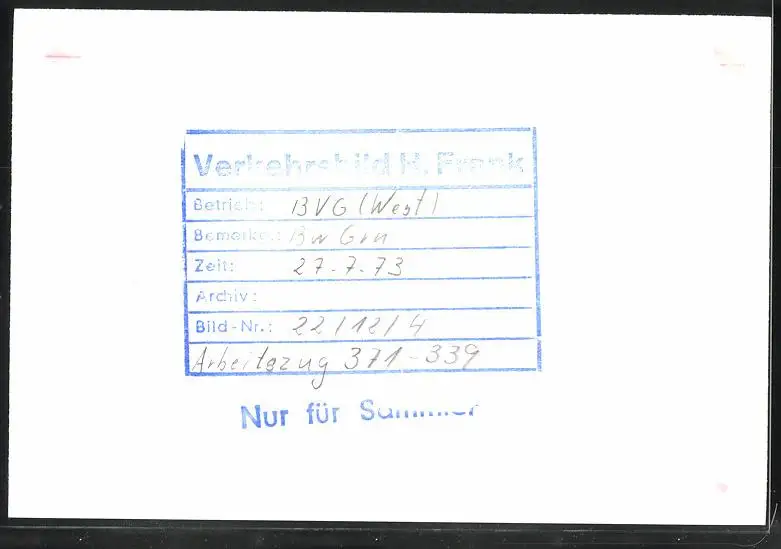 Verkehrsbild H. Frank
Betrieb: BVG (West)
Bemerkg.: Bw Gru
Zeit: 27-7-73
Archiv:
Bild-Nr.: 22/12/4
Arbeitszug 371-339
Nur für Sammler